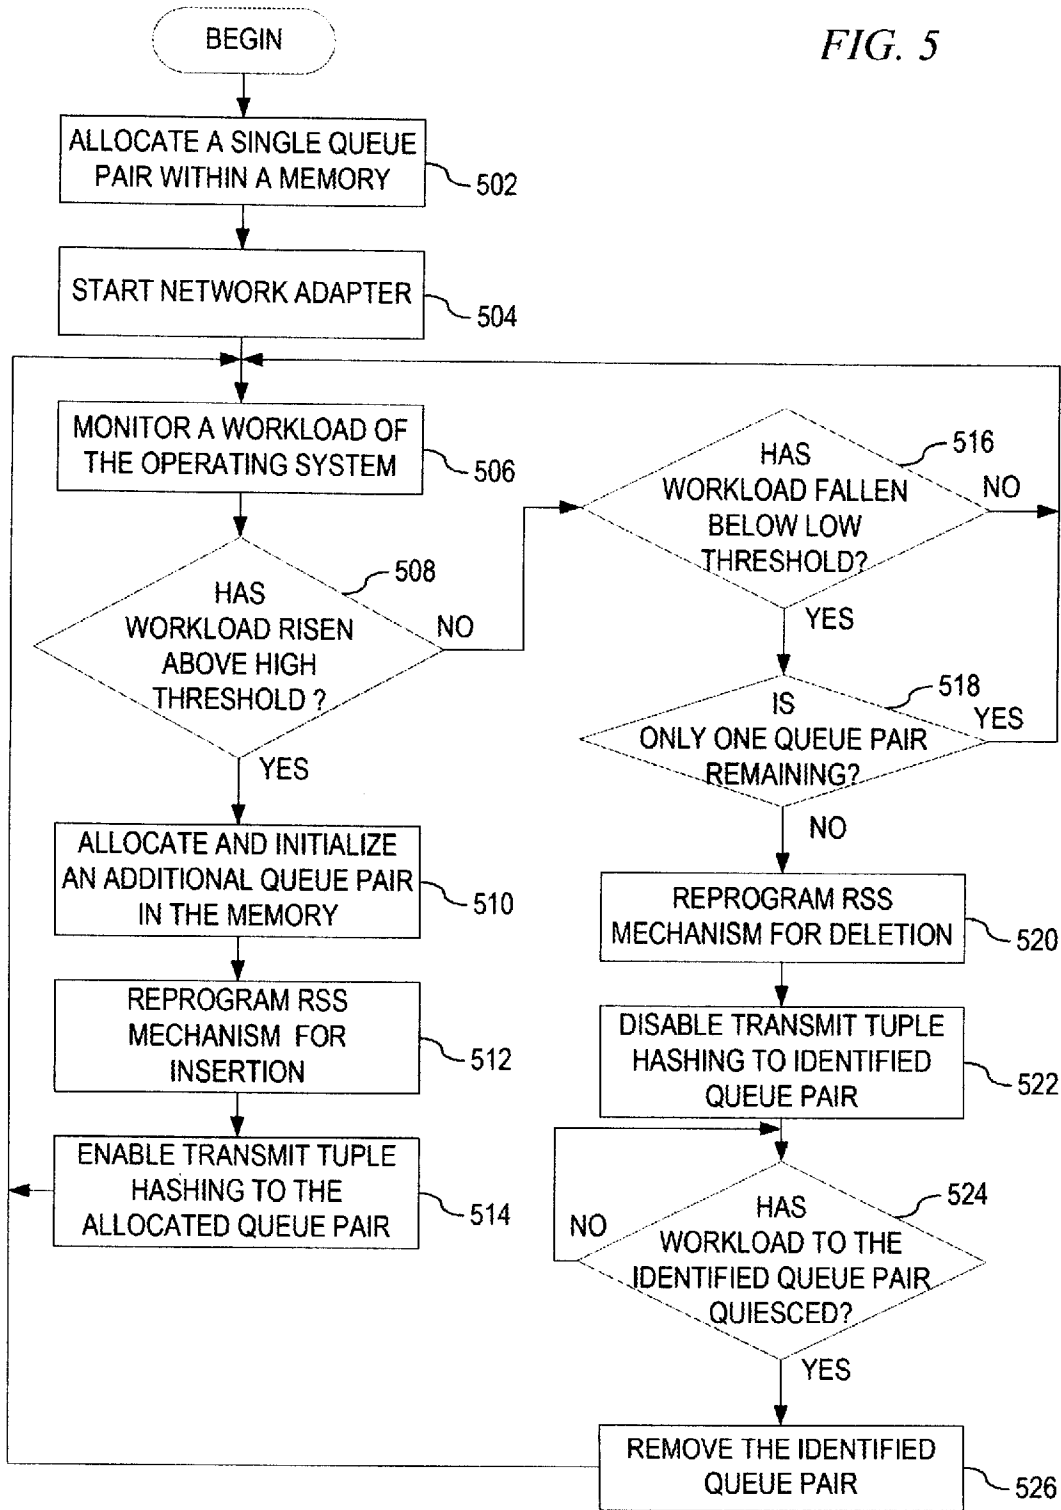 BEGIN
FIG. 5
ALLOCATE A SINGLE QUEUE
PAIR WITHIN A MEMORY
502
START NETWORK ADAPTER
504
MONITOR A WORKLOAD OF
THE OPERATING SYSTEM
506
HAS
WORKLOAD RISEN
ABOVE HIGH
THRESHOLD ?
508
NO
YES
ALLOCATE AND INITIALIZE
AN ADDITIONAL QUEUE PAIR
IN THE MEMORY
510
REPROGRAM RSS
MECHANISM FOR
INSERTION
512
ENABLE TRANSMIT TUPLE
HASHING TO THE
ALLOCATED QUEUE PAIR
514
HAS
WORKLOAD FALLEN
BELOW LOW
THRESHOLD?
516
NO
YES
IS
ONLY ONE QUEUE PAIR
REMAINING?
518
YES
NO
REPROGRAM RSS
MECHANISM FOR DELETION
520
DISABLE TRANSMIT TUPLE
HASHING TO IDENTIFIED
QUEUE PAIR
522
HAS
WORKLOAD TO THE
IDENTIFIED QUEUE PAIR
QUIESCED?
524
NO
YES
REMOVE THE IDENTIFIED
QUEUE PAIR
526